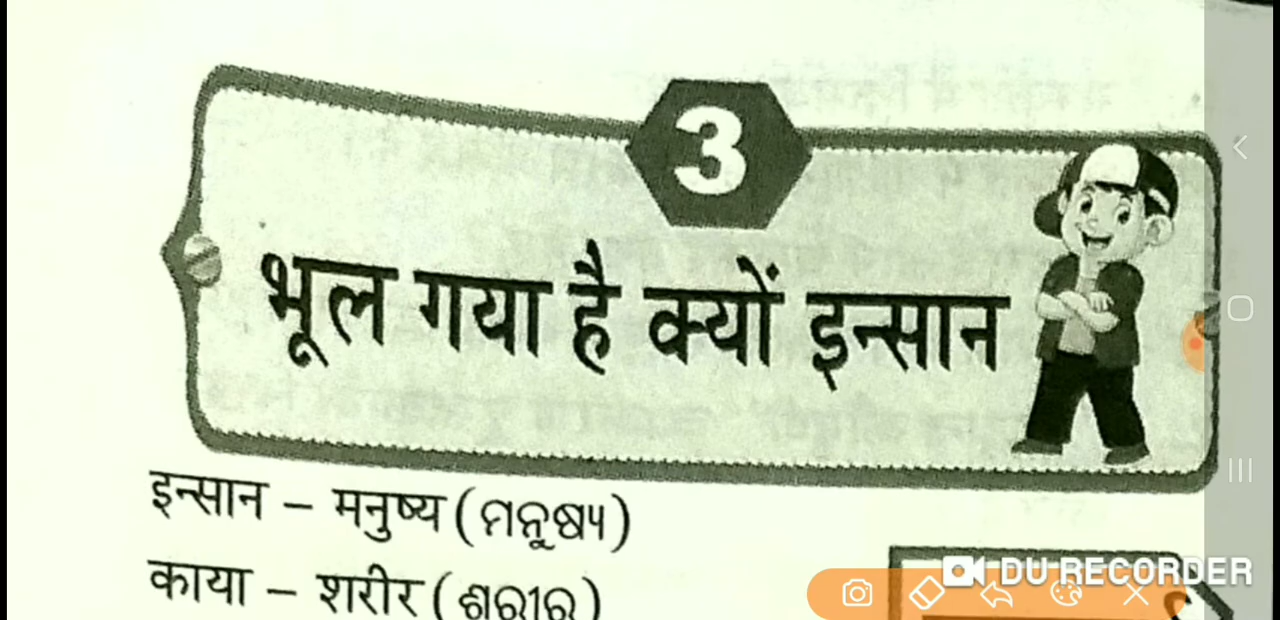 3
भूल गया है क्यों इन्सान
इन्सान – मनुष्य (ମନୁଷ୍ୟ)
काया – शरीर (ଶରୀର)
DU RECORDER